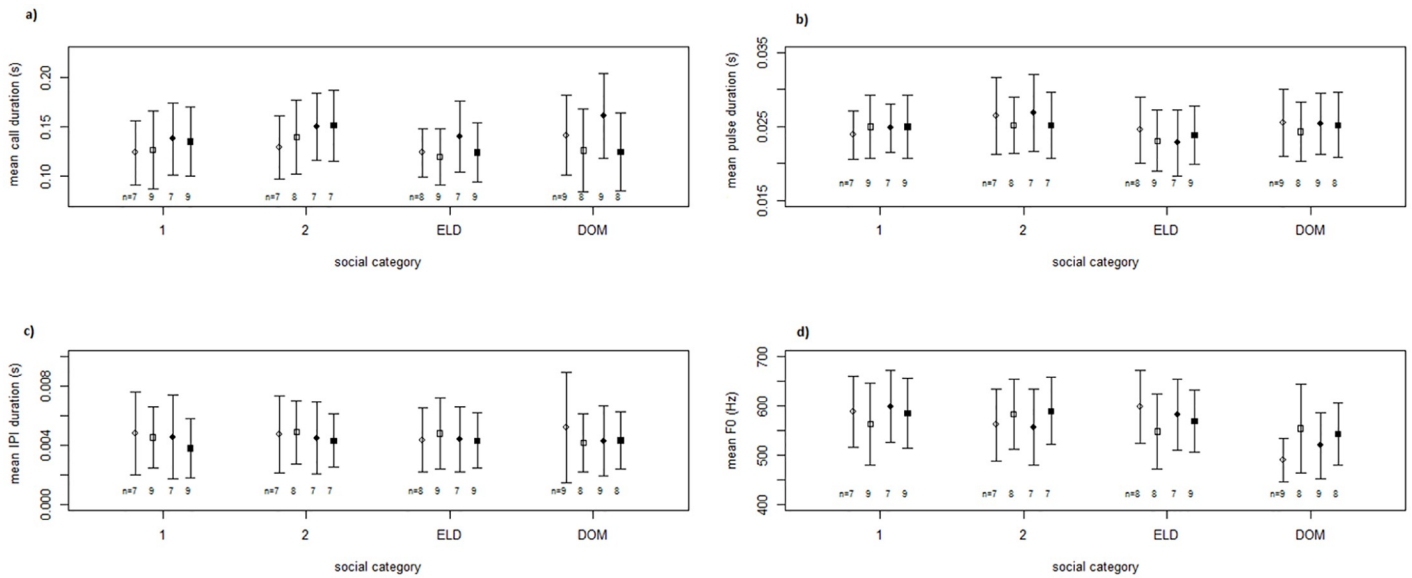 a)
mean call duration (s)
0.20
0.15
0.10
n=7 9 7 9 n=7 8 7 7 n=8 9 7 9 n=9 8 9 8
1 2 ELD DOM
social category
b)
mean pulse duration (s)
0.035
0.025
0.015
n=7 9 7 9 n=7 8 7 7 n=8 9 7 9 n=9 8 9 8
1 2 ELD DOM
social category
c)
mean IPI duration (s)
0.008
0.004
0.000
n=7 9 7 9 n=7 8 7 7 n=8 9 7 9 n=9 8 9 8
1 2 ELD DOM
social category
d)
mean F0 (Hz)
700
600
500
400
n=7 9 7 9 n=7 8 7 7 n=8 8 7 9 n=9 8 9 8
1 2 ELD DOM
social category